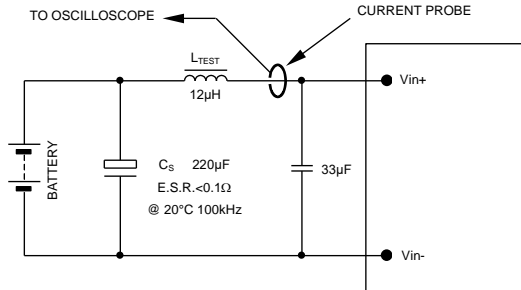 TO OSCILLOSCOPE
CURRENT PROBE
LTEST
12μH
Vin+
BATTERY
CS 220μF
E.S.R.<0.1Ω
@ 20°C 100kHz
33μF
Vin-